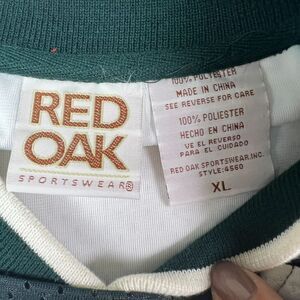 RED
OAK
SPORTSWEAR®
100% POLYESTER
MADE IN CHINA
SEE REVERSE FOR CARE
100% POLIESTER
HECHO EN CHINA
VE EL REVERSO
PARA EL CUIDADO
RED OAK SPORTSWEAR.INC.
STYLE:4560
XL